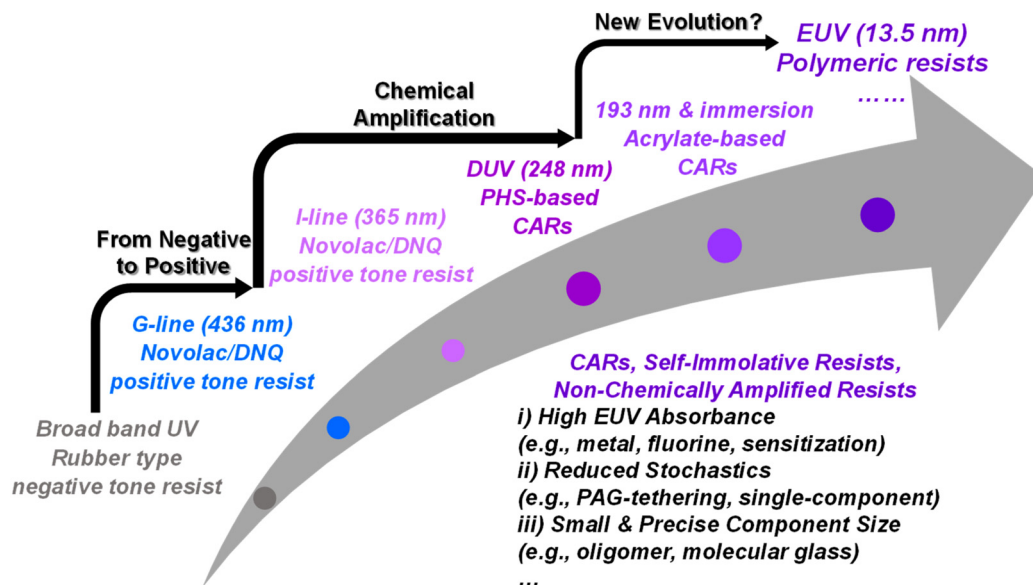 New Evolution?
EUV (13.5 nm)
Polymeric resists
……
Chemical
Amplification
193 nm & immersion
Acrylate-based
CARs
DUV (248 nm)
PHS-based
CARs
From Negative
to Positive
I-line (365 nm)
Novolac/DNQ
positive tone resist
G-line (436 nm)
Novolac/DNQ
positive tone resist
Broad band UV
Rubber type
negative tone resist
CARs, Self-Immolative Resists,
Non-Chemically Amplified Resists
i) High EUV Absorbance
(e.g., metal, fluorine, sensitization)
ii) Reduced Stochastics
(e.g., PAG-tethering, single-component)
iii) Small & Precise Component Size
(e.g., oligomer, molecular glass)
...